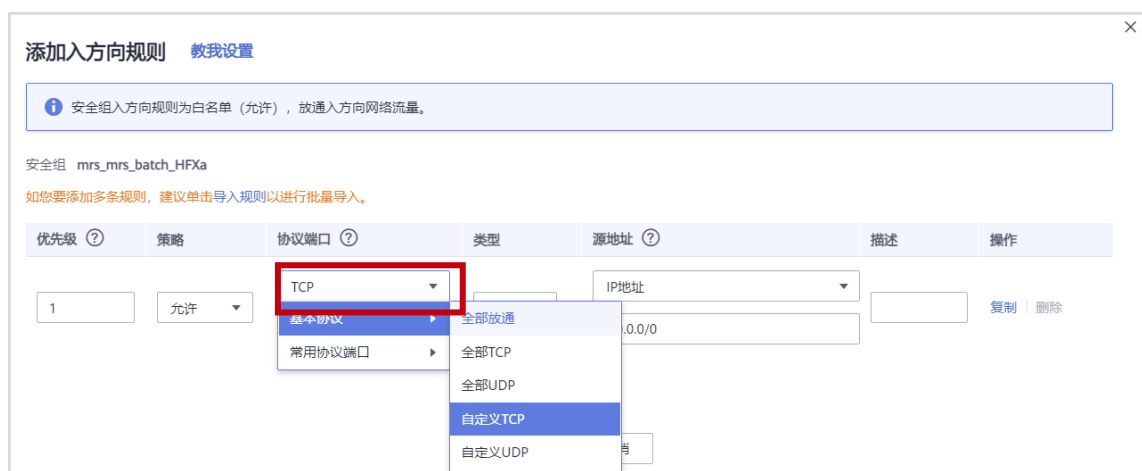 添加入方向规则 教我设置
安全组入方向规则为白名单（允许），放通入方向网络流量。
安全组 mrs_mrs_batch_HFXa
如您要添加多条规则，建议单击导入规则以进行批量导入。
优先级 ? 策略 协议端口 ? 类型 源地址 ? 描述 操作
TCP IP地址
1 允许 复制 删除
基本协议 全部放通 .0.0/0
常用协议端口 全部TCP
全部UDP
自定义TCP
自定义UDP